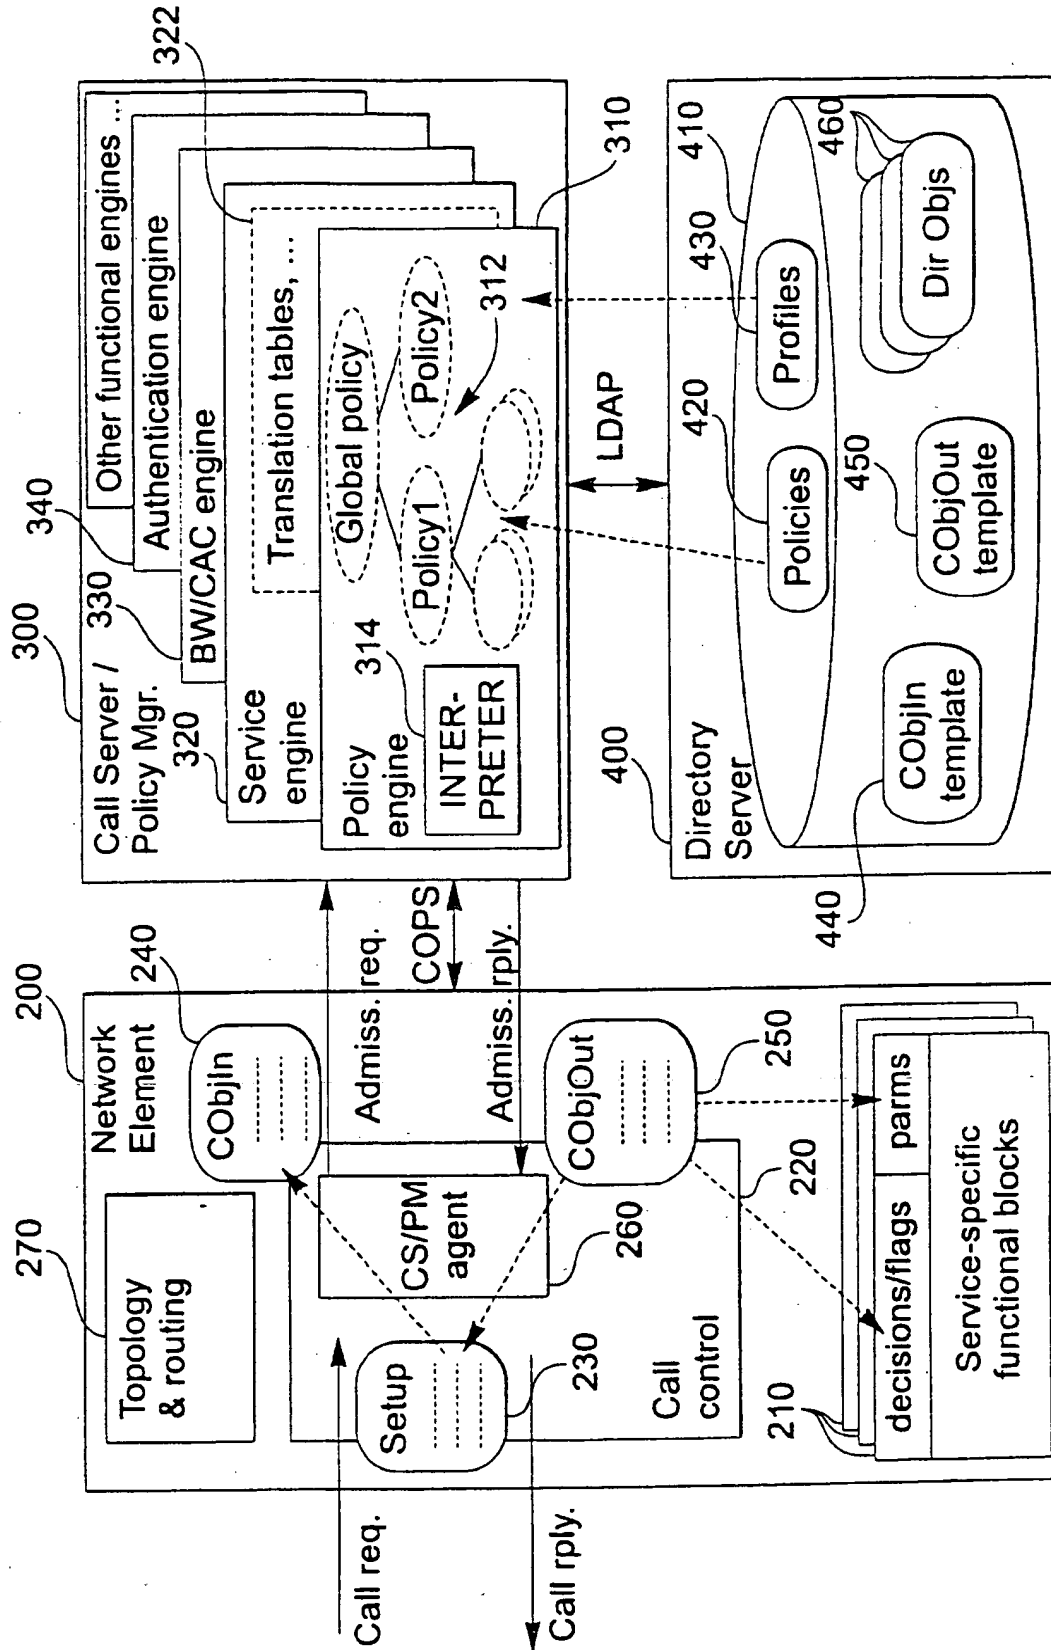 Call req.
Call rply.
200
Network
Element
270
Topology
& routing
240
CObjIn
Setup
230
CS/PM
agent
260
CObjOut
250
Call
control
220
210
decisions/flags
parms
Service-specific
functional blocks
Admiss. req.
COPS
Admiss. rply.
300
Call Server /
Policy Mgr.
340
Other functional engines ...
Authentication engine
330
BW/CAC engine
320
Service
engine
322
Translation tables, ...
310
Policy
engine
314
INTER-
PRETER
Global policy
Policy1
Policy2
312
LDAP
400
Directory
Server
410
420
Policies
430
Profiles
440
CObjIn
template
450
CObjOut
template
460
Dir Objs